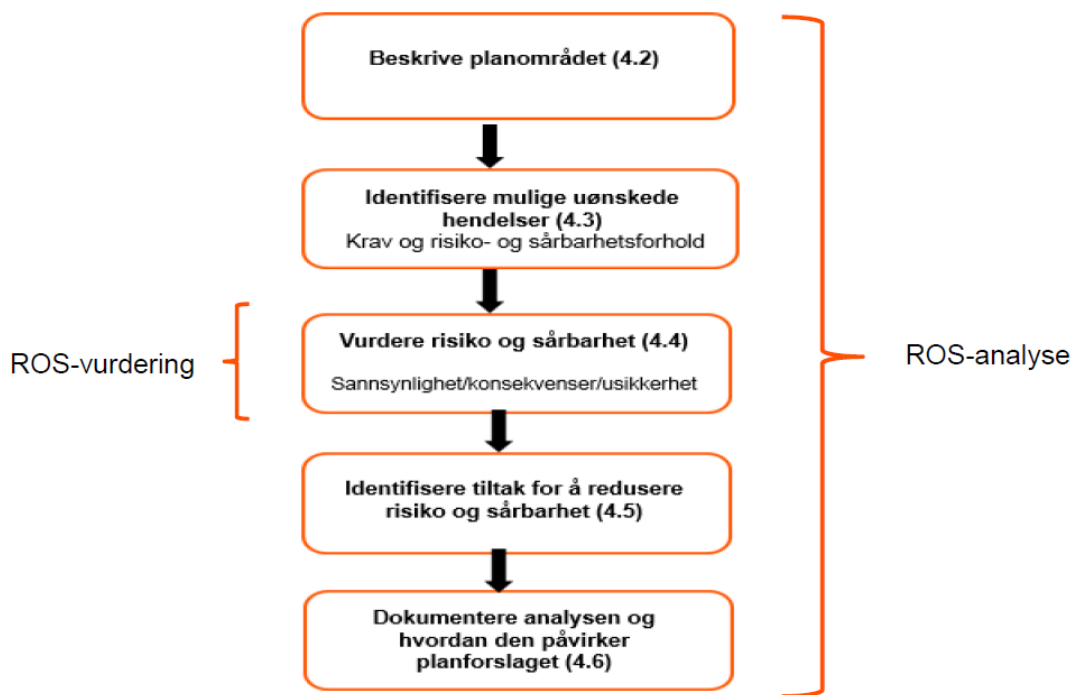 Beskrive planområdet (4.2)
Identifisere mulige uønskede
hendelser (4.3)
Krav og risiko- og sårbarhetsforhold
Vurdere risiko og sårbarhet (4.4)
Sannsynlighet/konsekvenser/usikkerhet
ROS-vurdering
ROS-analyse
Identifisere tiltak for å redusere
risiko og sårbarhet (4.5)
Dokumentere analysen og
hvordan den påvirker
planforslaget (4.6)